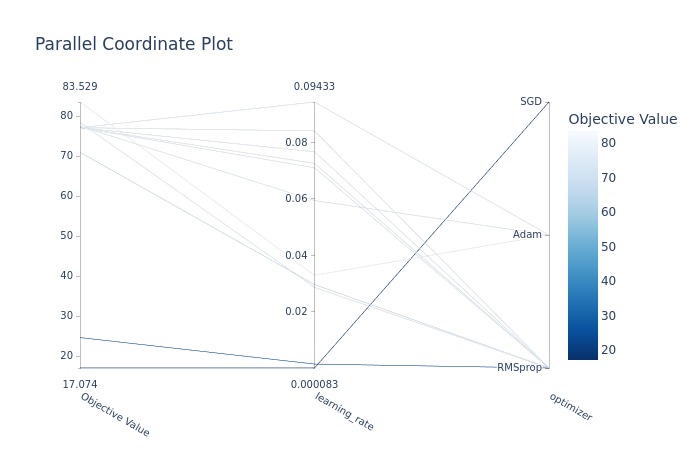 Parallel Coordinate Plot
83.529
0.09433
SGD
Objective Value
80
70
60
50
40
30
20
0.08
0.06
0.04
0.02
Adam
RMSprop
80
70
60
50
40
30
20
17.074
0.000083
Objective Value
learning_rate
optimizer